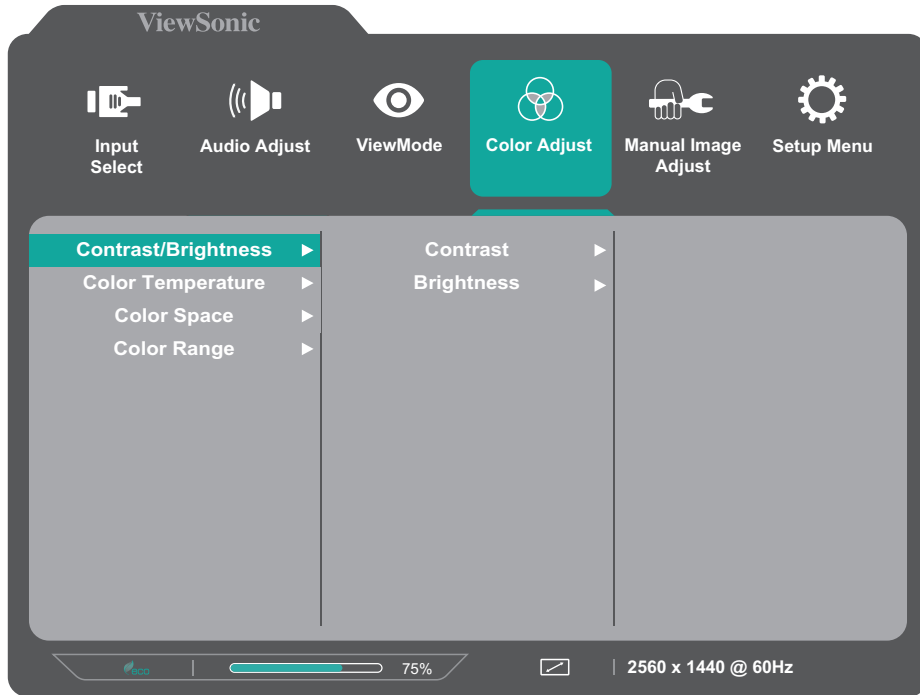 ViewSonic
Input
Select
Audio Adjust
ViewMode
Color Adjust
Manual Image
Adjust
Setup Menu
Contrast/Brightness
Color Temperature
Color Space
Color Range
Contrast
Brightness
eco
75%
2560 x 1440 @ 60Hz